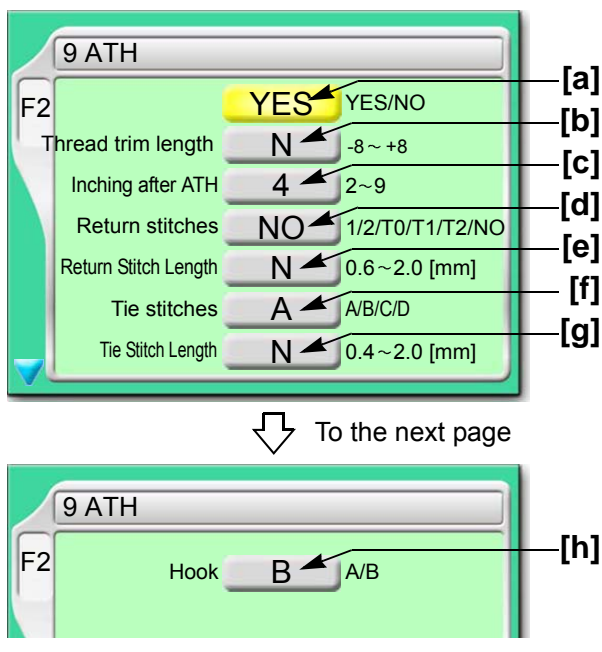 9 ATH
F2
YES YES/NO [a]
Thread trim length N -8～+8 [b]
Inching after ATH 4 2~9 [c]
Return stitches NO 1/2/T0/T1/T2/NO [d]
Return Stitch Length N 0.6～2.0 [mm] [e]
Tie stitches A A/B/C/D [f]
Tie Stitch Length N 0.4～2.0 [mm] [g]
To the next page
9 ATH
F2
Hook B A/B [h]